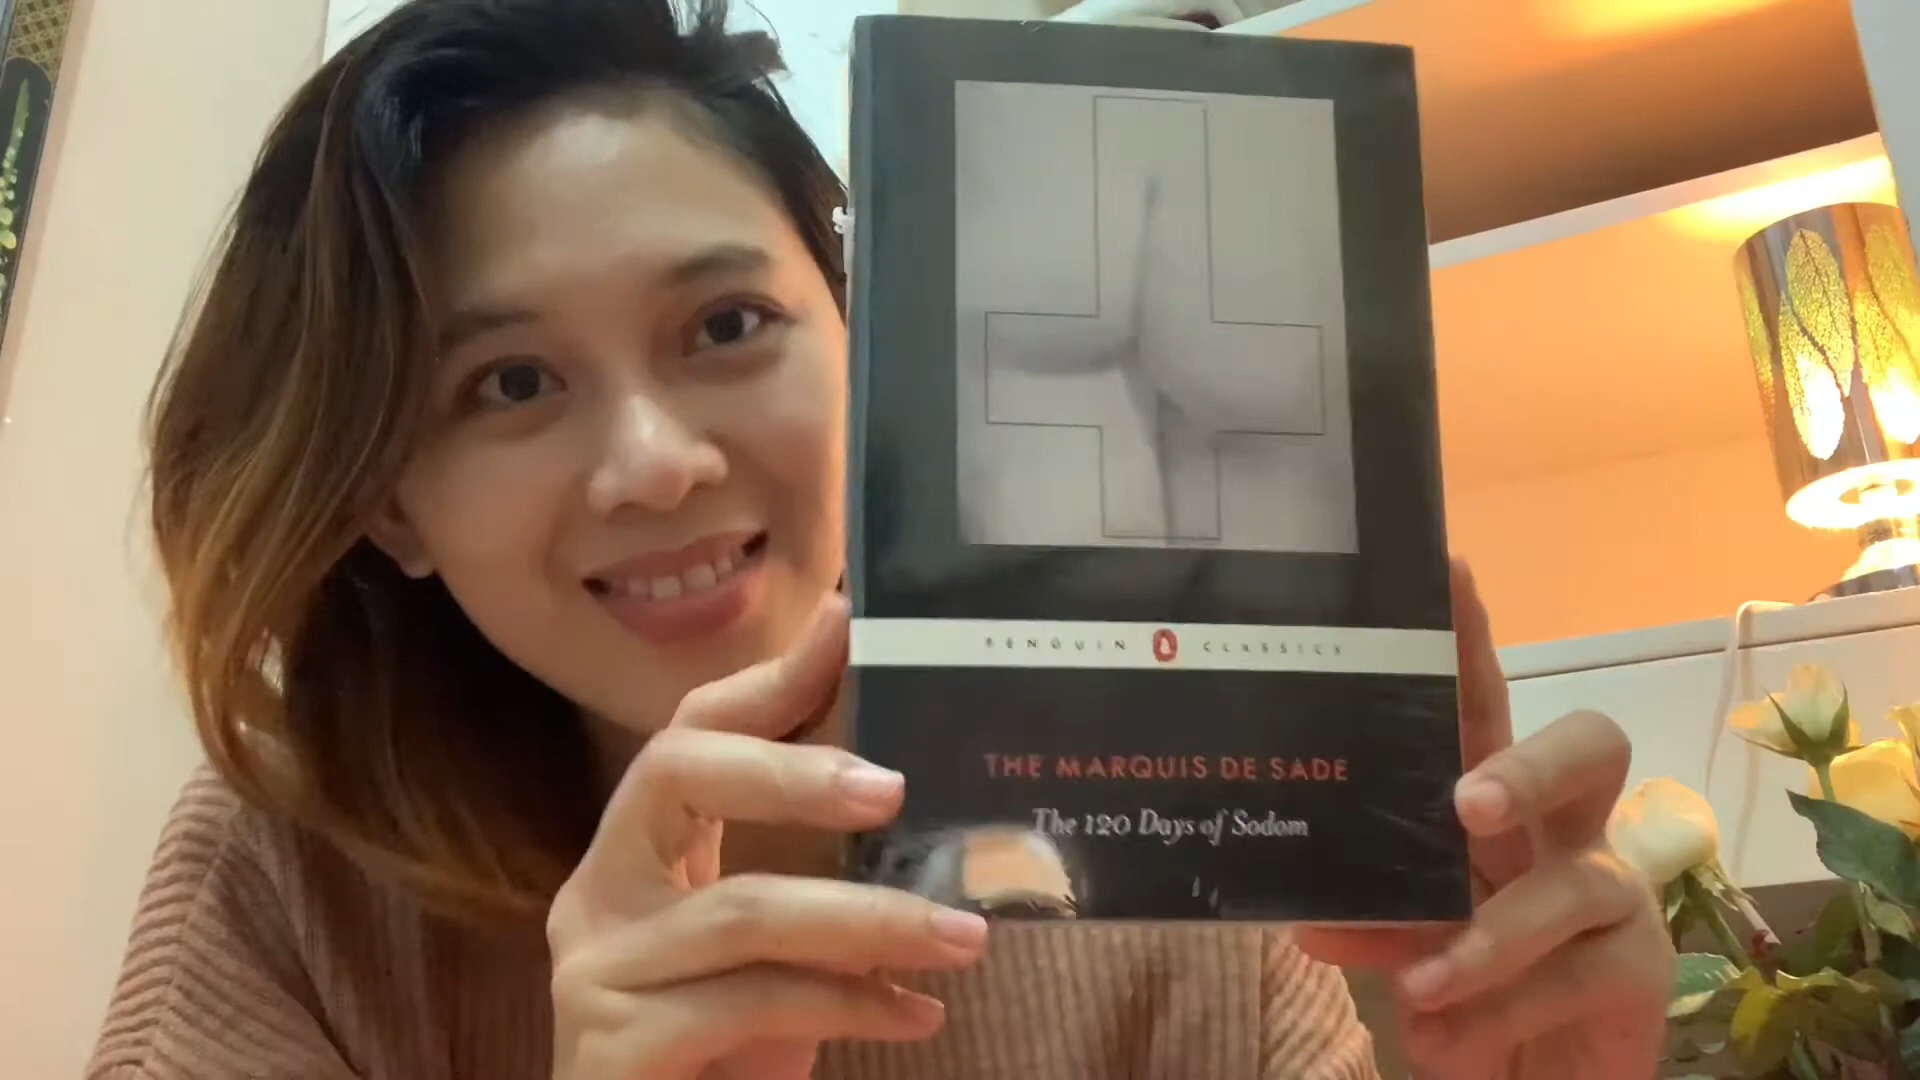 PENGUIN CLASSICS
THE MARQUIS DE SADE
The 120 Days of Sodom